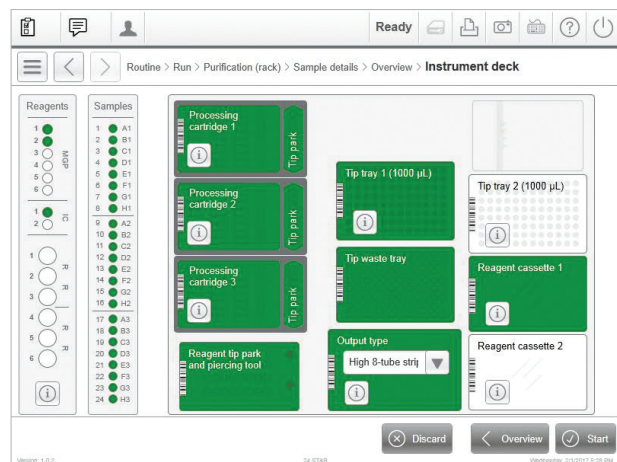 Ready
Routine > Run > Purification (rack) > Sample details > Overview > Instrument deck
Reagents
1
2
3
4
5
6
MGP
1
2
IC
1
2
3
4
5
6
R
R
R
R
R
R
Samples
1 A1
2 B1
3 C1
4 D1
5 E1
6 F1
7 G1
8 H1
9 A2
10 B2
11 C2
12 D2
13 E2
14 F2
15 G2
16 H2
17 A3
18 B3
19 C3
20 D3
21 E3
22 F3
23 G3
24 H3
Processing
cartridge 1
Tip park
Processing
cartridge 2
Tip park
Processing
cartridge 3
Tip park
Reagent tip park
and piercing tool
Tip tray 1 (1000 µL)
Tip waste tray
Output type
High 8-tube strip
Tip tray 2 (1000 µL)
Reagent cassette 1
Reagent cassette 2
Discard
Overview
Start
Version: 1.0.2
24 STAR